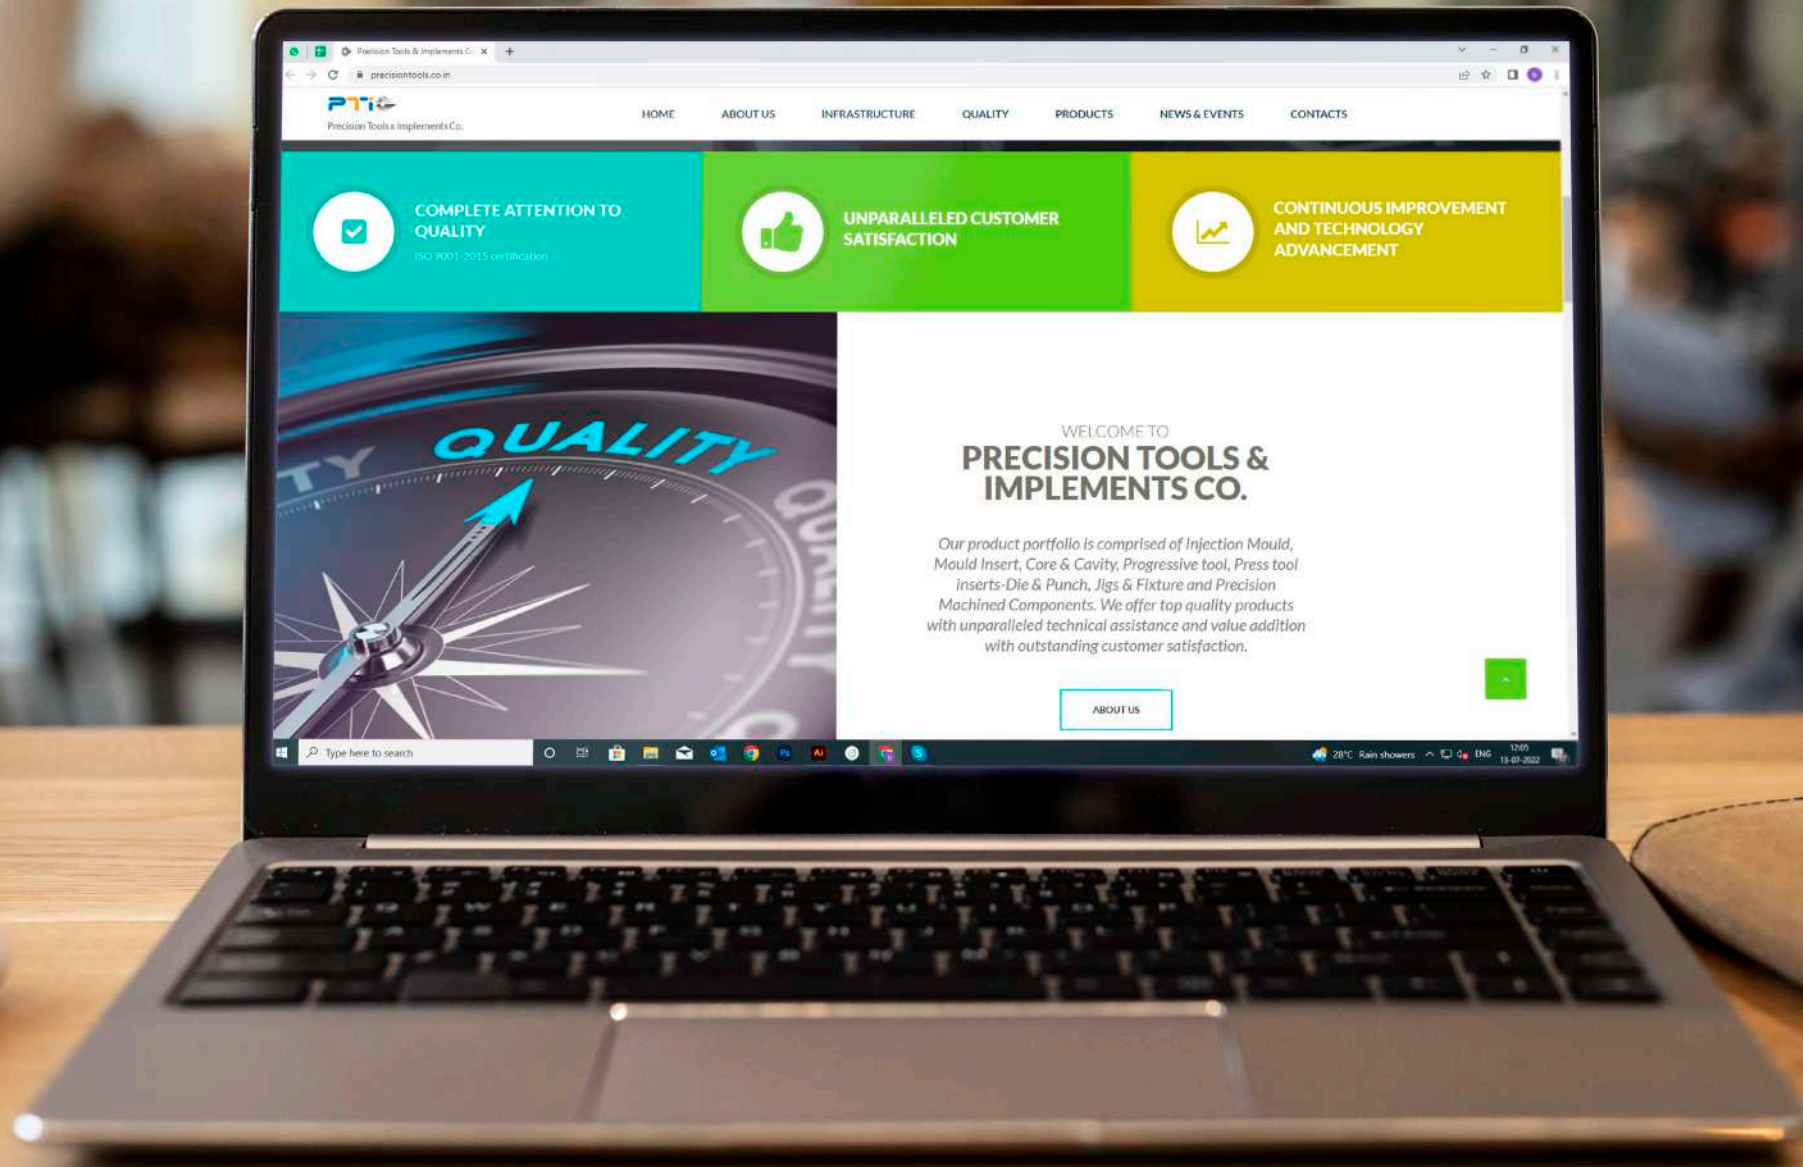 Precision Tools & Implements Co
precisiontools.co.in
PTIC
Precision Tools & Implements Co.
HOME ABOUT US INFRASTRUCTURE QUALITY PRODUCTS NEWS & EVENTS CONTACTS
COMPLETE ATTENTION TO
QUALITY
ISO 9001-2015 certification
UNPARALLELED CUSTOMER
SATISFACTION
CONTINUOUS IMPROVEMENT
AND TECHNOLOGY
ADVANCEMENT
TY
QUALITY
QUALITY
WELCOME TO
PRECISION TOOLS &
IMPLEMENTS CO.
Our product portfolio is comprised of Injection Mould,
Mould Insert, Core & Cavity, Progressive tool, Press tool
inserts-Die & Punch, Jigs & Fixture and Precision
Machined Components. We offer top quality products
with unparalleled technical assistance and value addition
with outstanding customer satisfaction.
ABOUT US
Type here to search
Ps
Ai
28°C Rain showers
ENG
12:05
13-07-2022